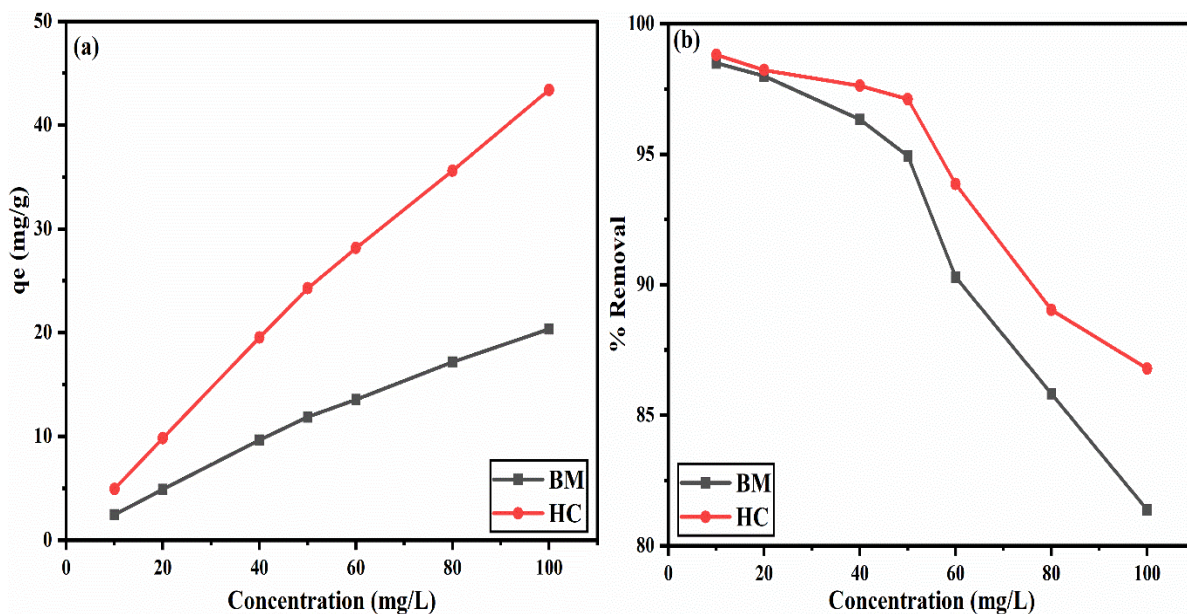 (a)
qe (mg/g)
50
40
30
20
10
0
0 20 40 60 80 100
Concentration (mg/L)
BM
HC
(b)
% Removal
100
95
90
85
80
0 20 40 60 80 100
Concentration (mg/L)
BM
HC